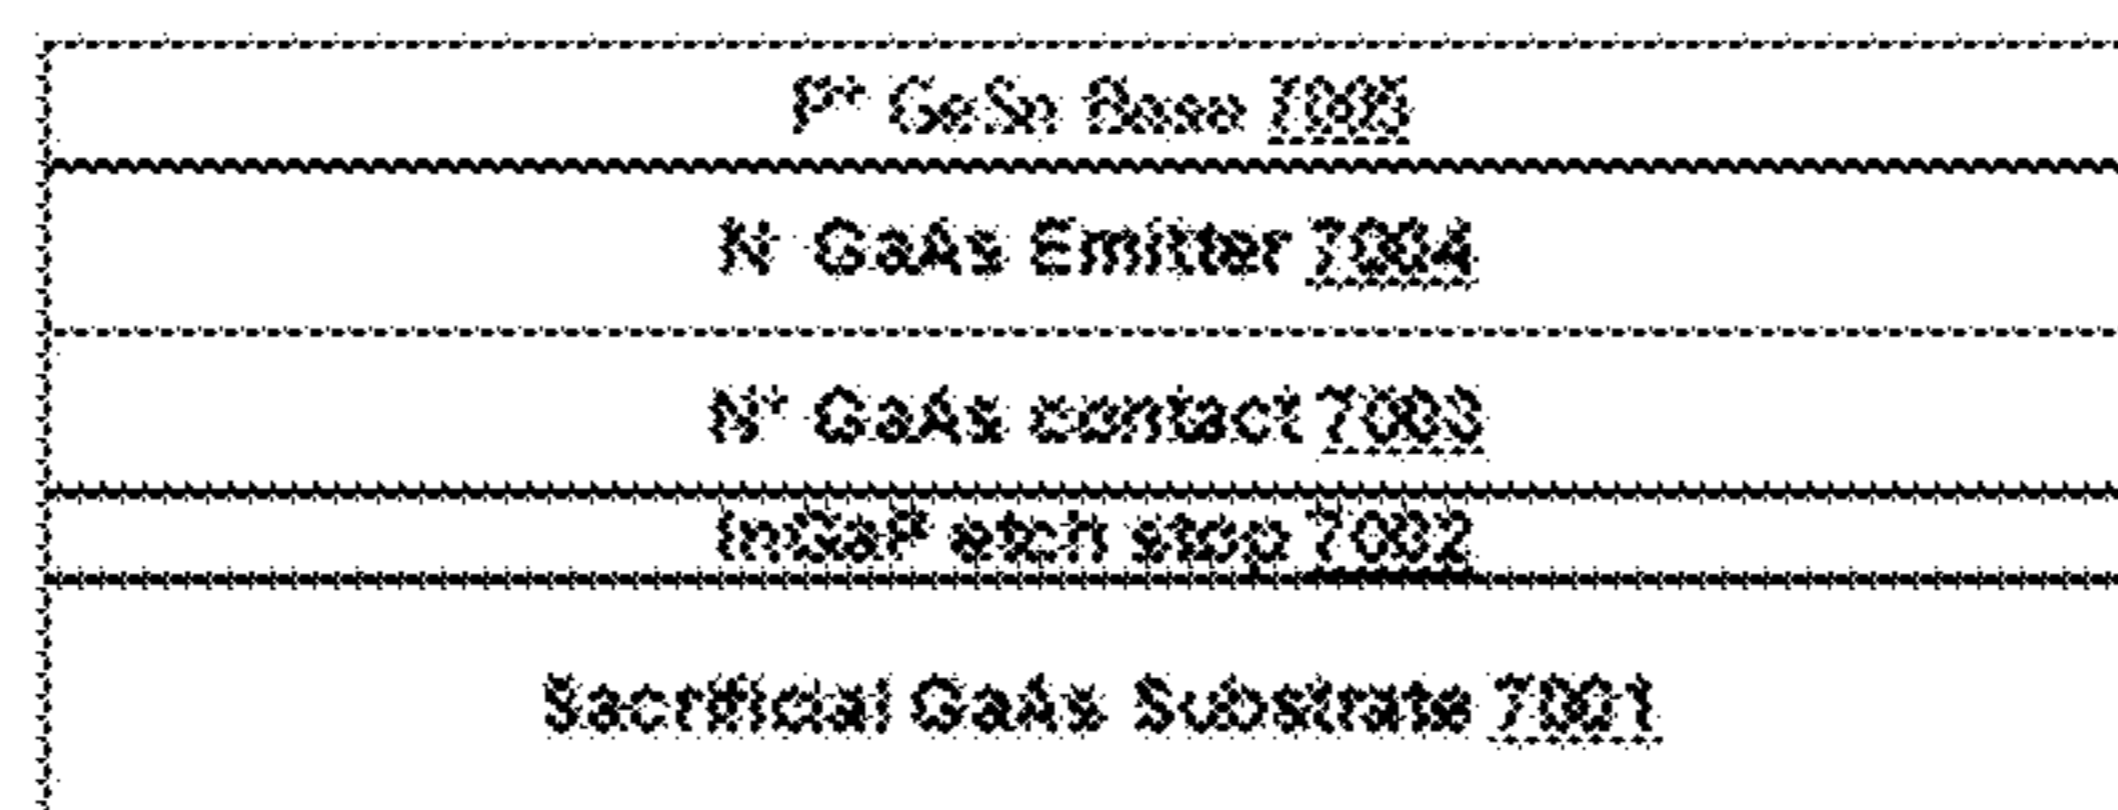 P⁺ GeSn Base 7005
N⁻ GaAs Emitter 7004
N⁺ GaAs contact 7003
InGaP etch stop 7002
Sacrificial GaAs Substrate 7001